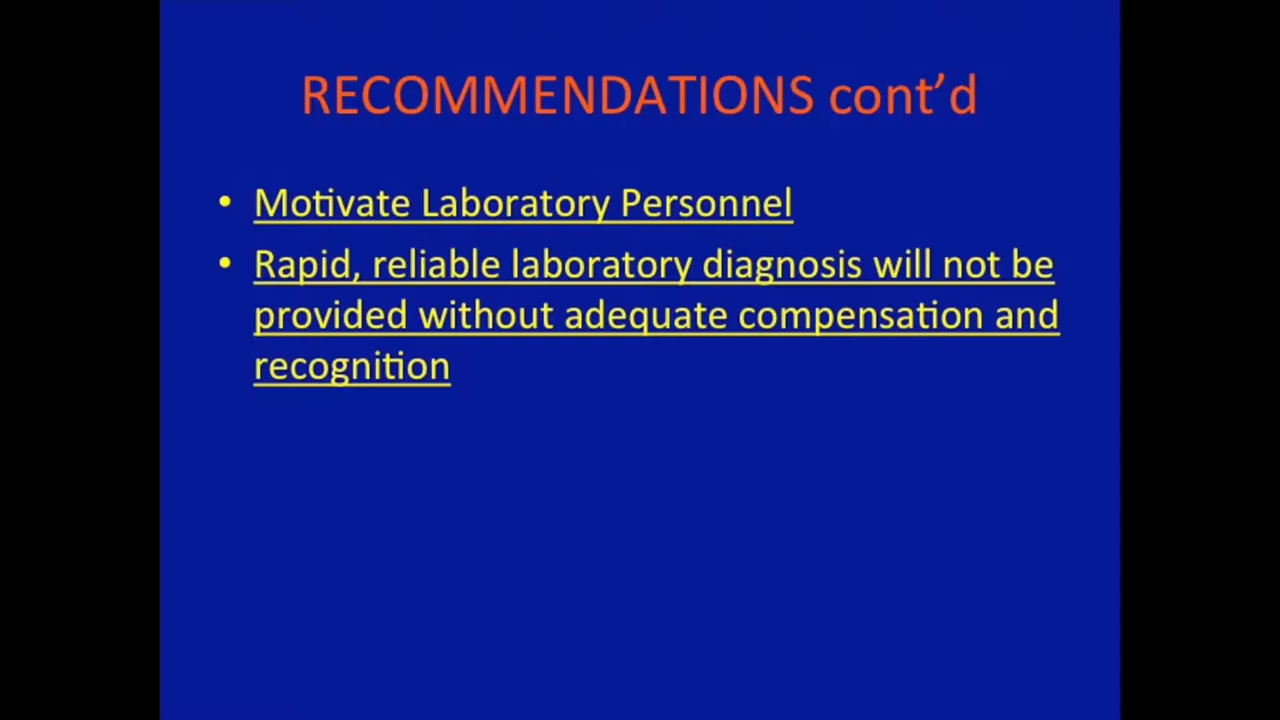 RECOMMENDATIONS cont’d
• Motivate Laboratory Personnel
• Rapid, reliable laboratory diagnosis will not be
provided without adequate compensation and
recognition